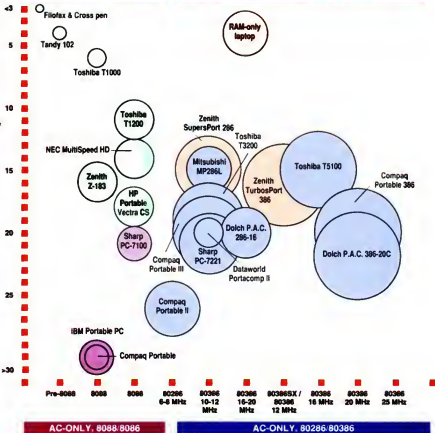 <3
Filofax & Cross pen
RAM-only
laptop
Tandy 102
5
Toshiba T1000
10
Toshiba
T1200
Zenith
SupersPort 286
Toshiba
T3200
NEC MultiSpeed HD
Mitsubishi
MP286L
Toshiba T5100
15
Zenith
Z-183
Zenith
TurbosPort
386
Compaq
Portable 386
HP
Portable
Vectra CS
Sharp
PC-7100
20
Dolch P.A.C.
286-16
Sharp
PC-7221
Dolch P.A.C. 386-20C
Compaq
Portable III
Dataworld
Portacomp II
25
Compaq
Portable II
IBM Portable PC
Compaq Portable
>30
Pre-8088
8088
8088
80286
6-8 MHz
80386
10-12
MHz
80386
16-20
MHz
80386SX /
80386
12 MHz
80386
16 MHz
80386
20 MHz
80386
25 MHz
AC-ONLY. 8088/8086
AC-ONLY. 80286/80386